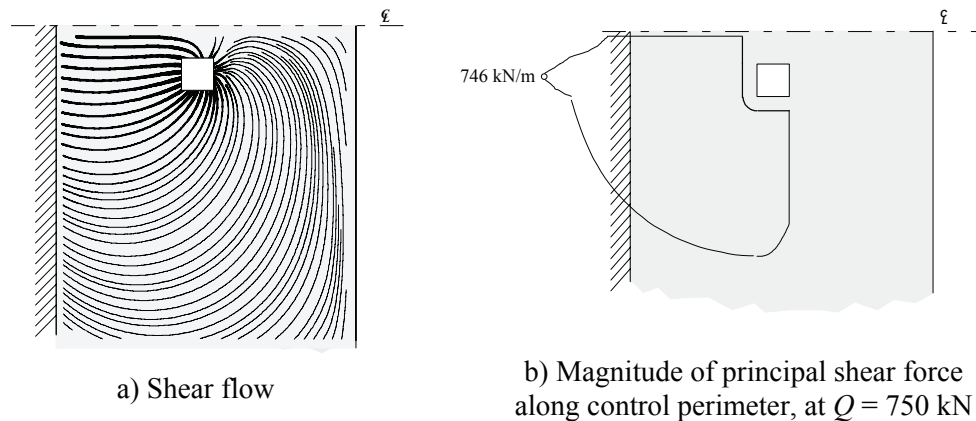 ℄
℄
746 kN/m
a) Shear flow
b) Magnitude of principal shear force
along control perimeter, at Q = 750 kN